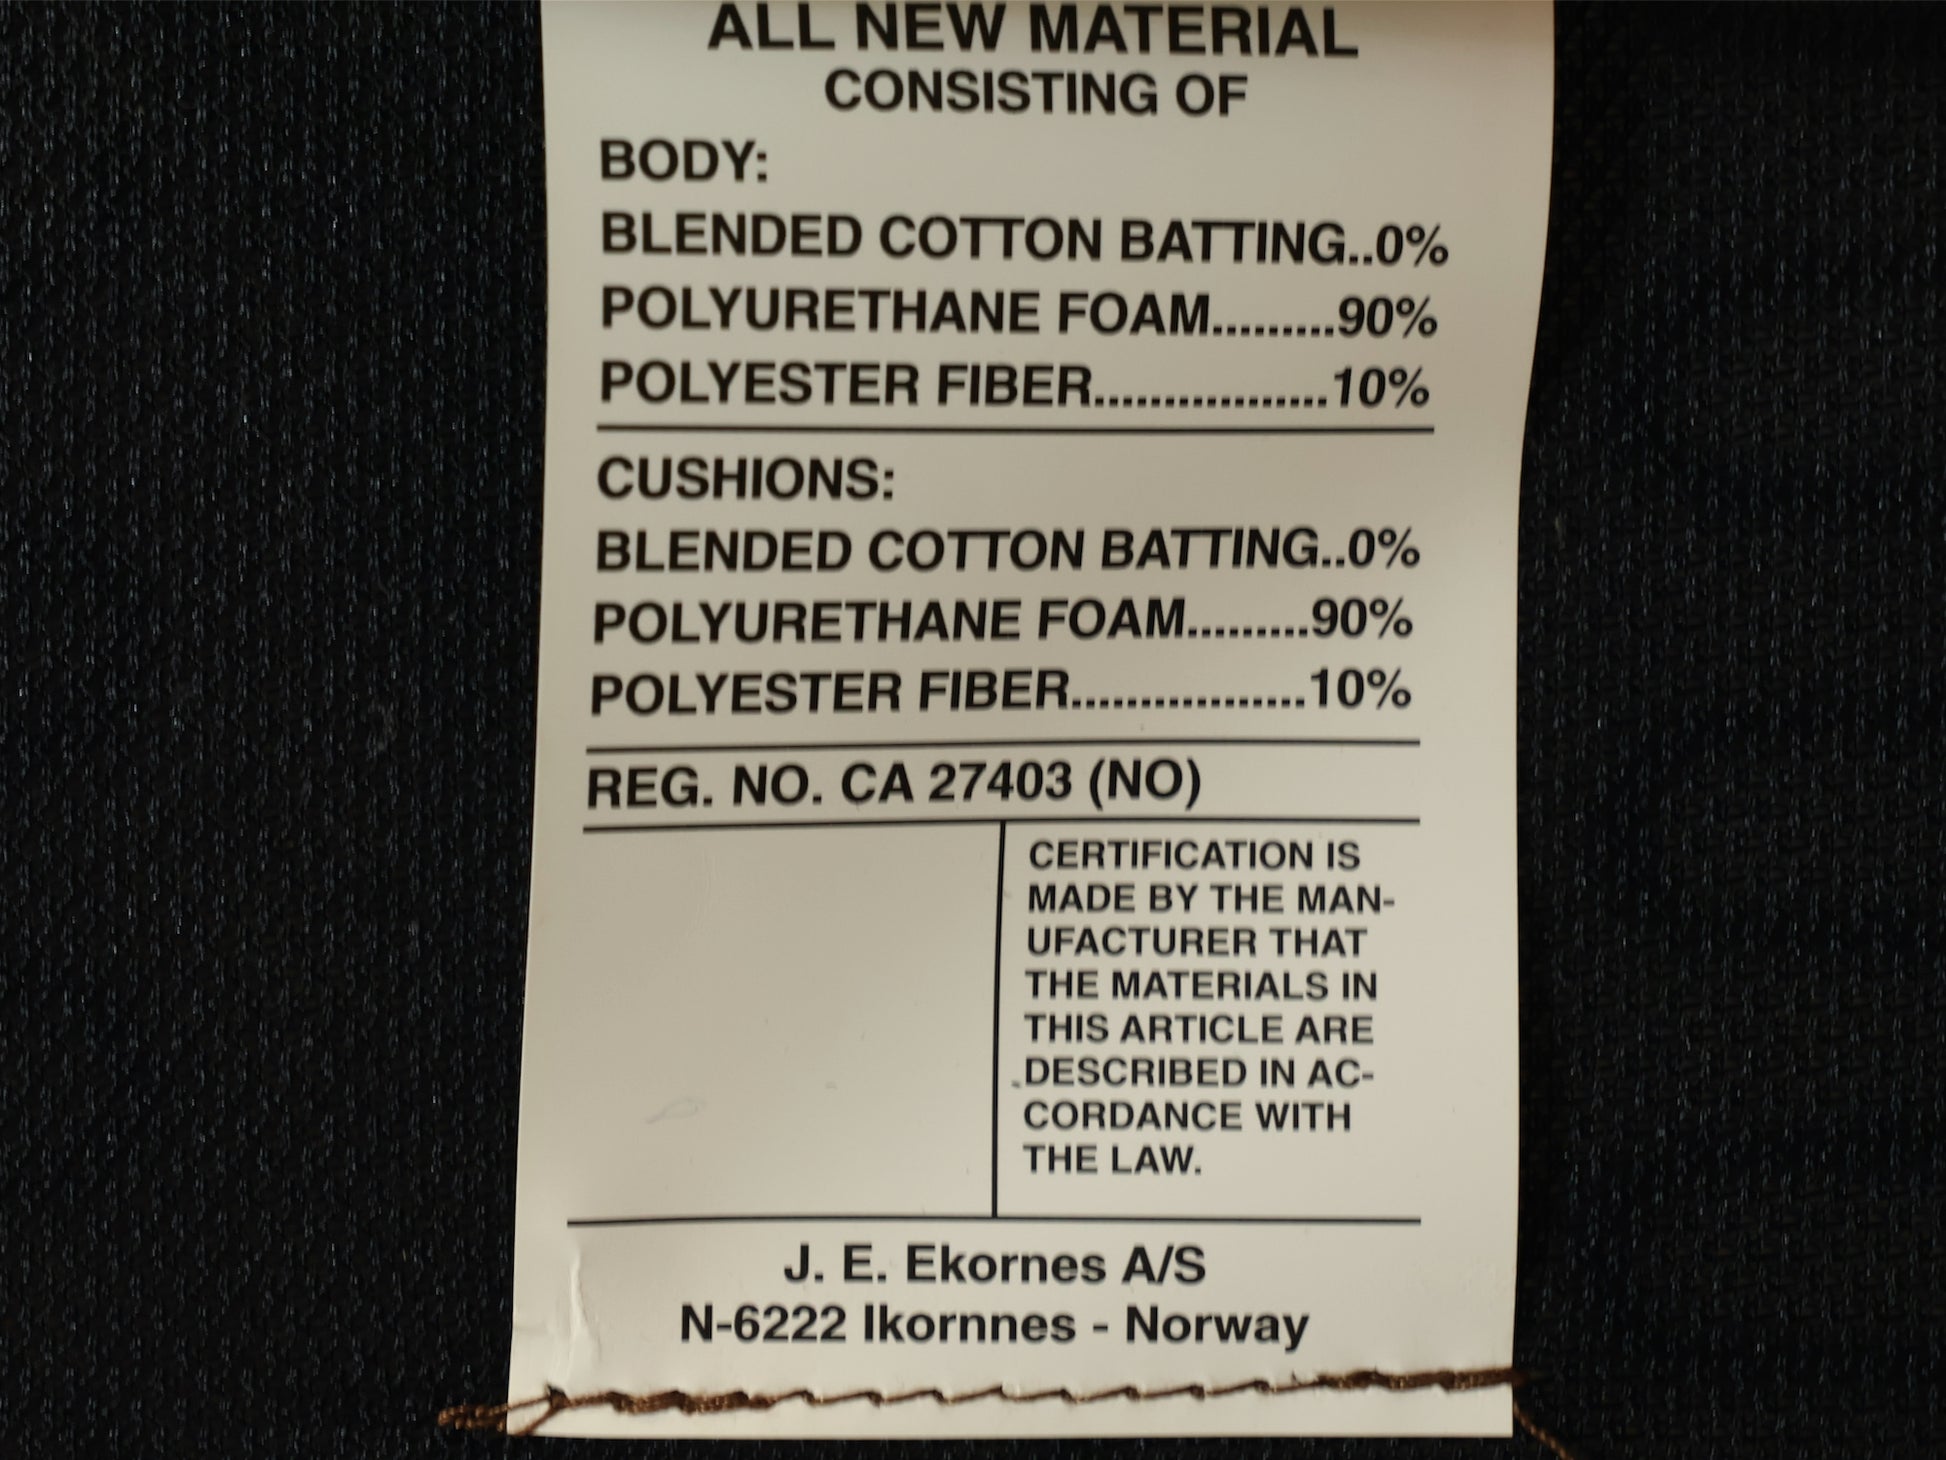 ALL NEW MATERIAL
CONSISTING OF
BODY:
BLENDED COTTON BATTING..0%
POLYURETHANE FOAM.........90%
POLYESTER FIBER.................10%
CUSHIONS:
BLENDED COTTON BATTING..0%
POLYURETHANE FOAM.........90%
POLYESTER FIBER.................10%
REG. NO. CA 27403 (NO)
CERTIFICATION IS
MADE BY THE MAN-
UFACTURER THAT
THE MATERIALS IN
THIS ARTICLE ARE
DESCRIBED IN AC-
CORDANCE WITH
THE LAW.
J. E. Ekornes A/S
N-6222 Ikornnes - Norway